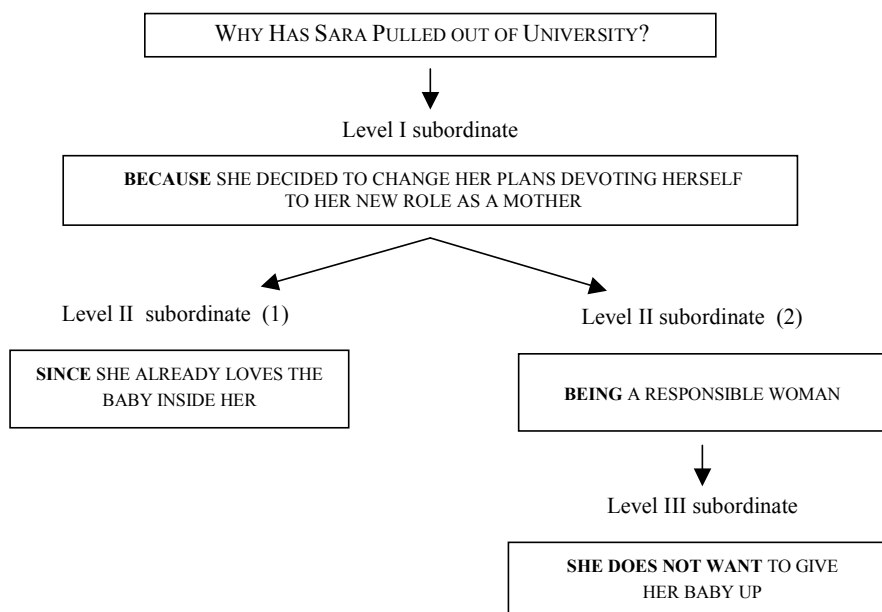 WHY HAS SARA PULLED OUT OF UNIVERSITY?
Level I subordinate
BECAUSE SHE DECIDED TO CHANGE HER PLANS DEVOTING HERSELF
TO HER NEW ROLE AS A MOTHER
Level II subordinate (1)
SINCE SHE ALREADY LOVES THE
BABY INSIDE HER
Level II subordinate (2)
BEING A RESPONSIBLE WOMAN
Level III subordinate
SHE DOES NOT WANT TO GIVE
HER BABY UP